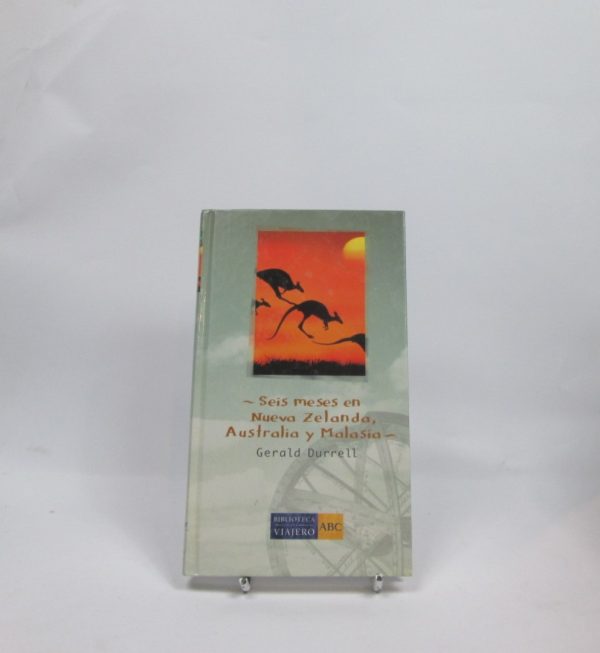 ~ Seis meses en
Nueva Zelanda,
Australia y Malasia ~
Gerald Durrell
BIBLIOTECA
VIAJERO
ABC